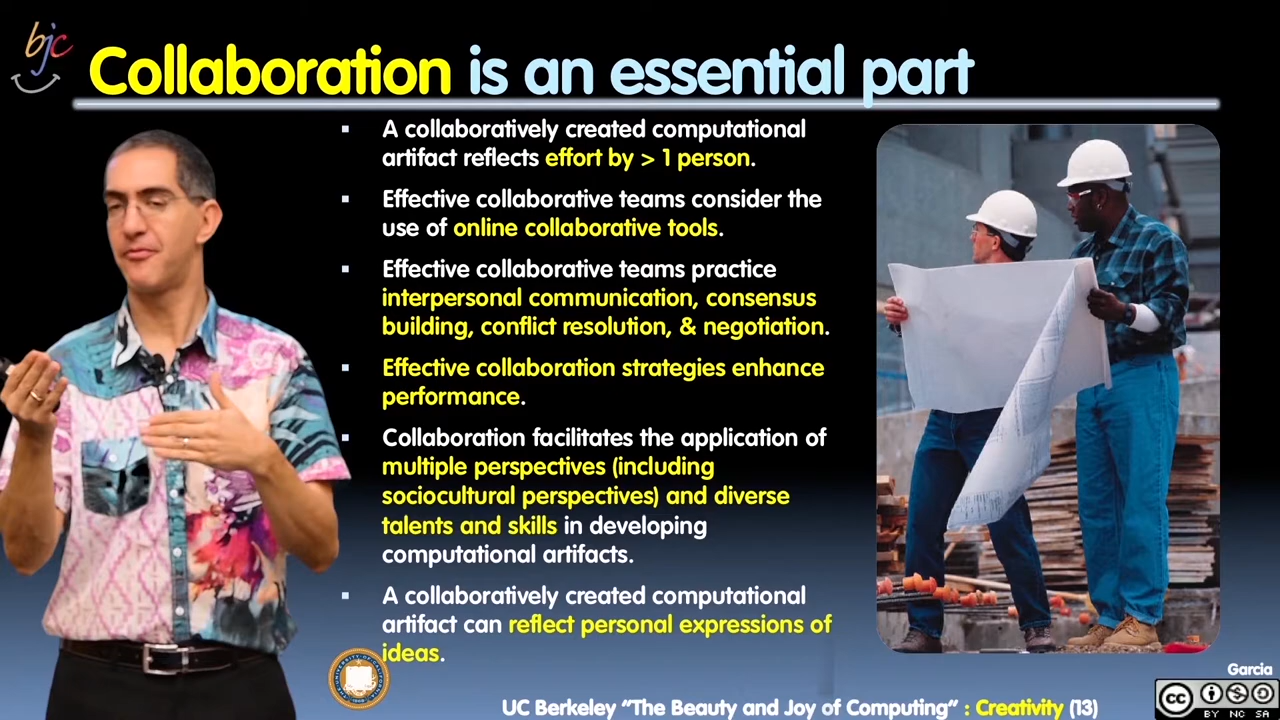 bjc
Collaboration is an essential part
A collaboratively created computational
artifact reflects effort by > 1 person.
Effective collaborative teams consider the
use of online collaborative tools.
Effective collaborative teams practice
interpersonal communication, consensus
building, conflict resolution, & negotiation.
Effective collaboration strategies enhance
performance.
Collaboration facilitates the application of
multiple perspectives (including
sociocultural perspectives) and diverse
talents and skills in developing
computational artifacts.
A collaboratively created computational
artifact can reflect personal expressions of
ideas.
Garcia
UC Berkeley "The Beauty and Joy of Computing" : Creativity (13)
cc
BY NC SA